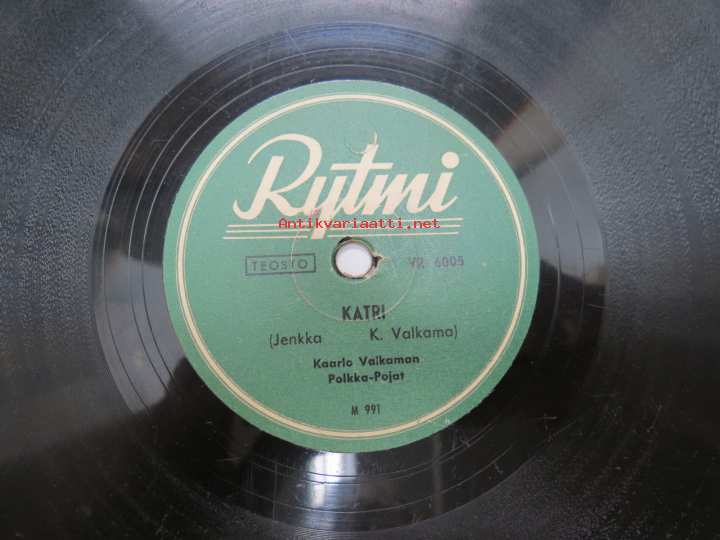 Rytmi
Antikvariaatti.net
TEOSTO VR 6005
KATRI
(Jenkka K. Valkama)
Kaarlo Valkaman
Polkka-Pojat
M 991